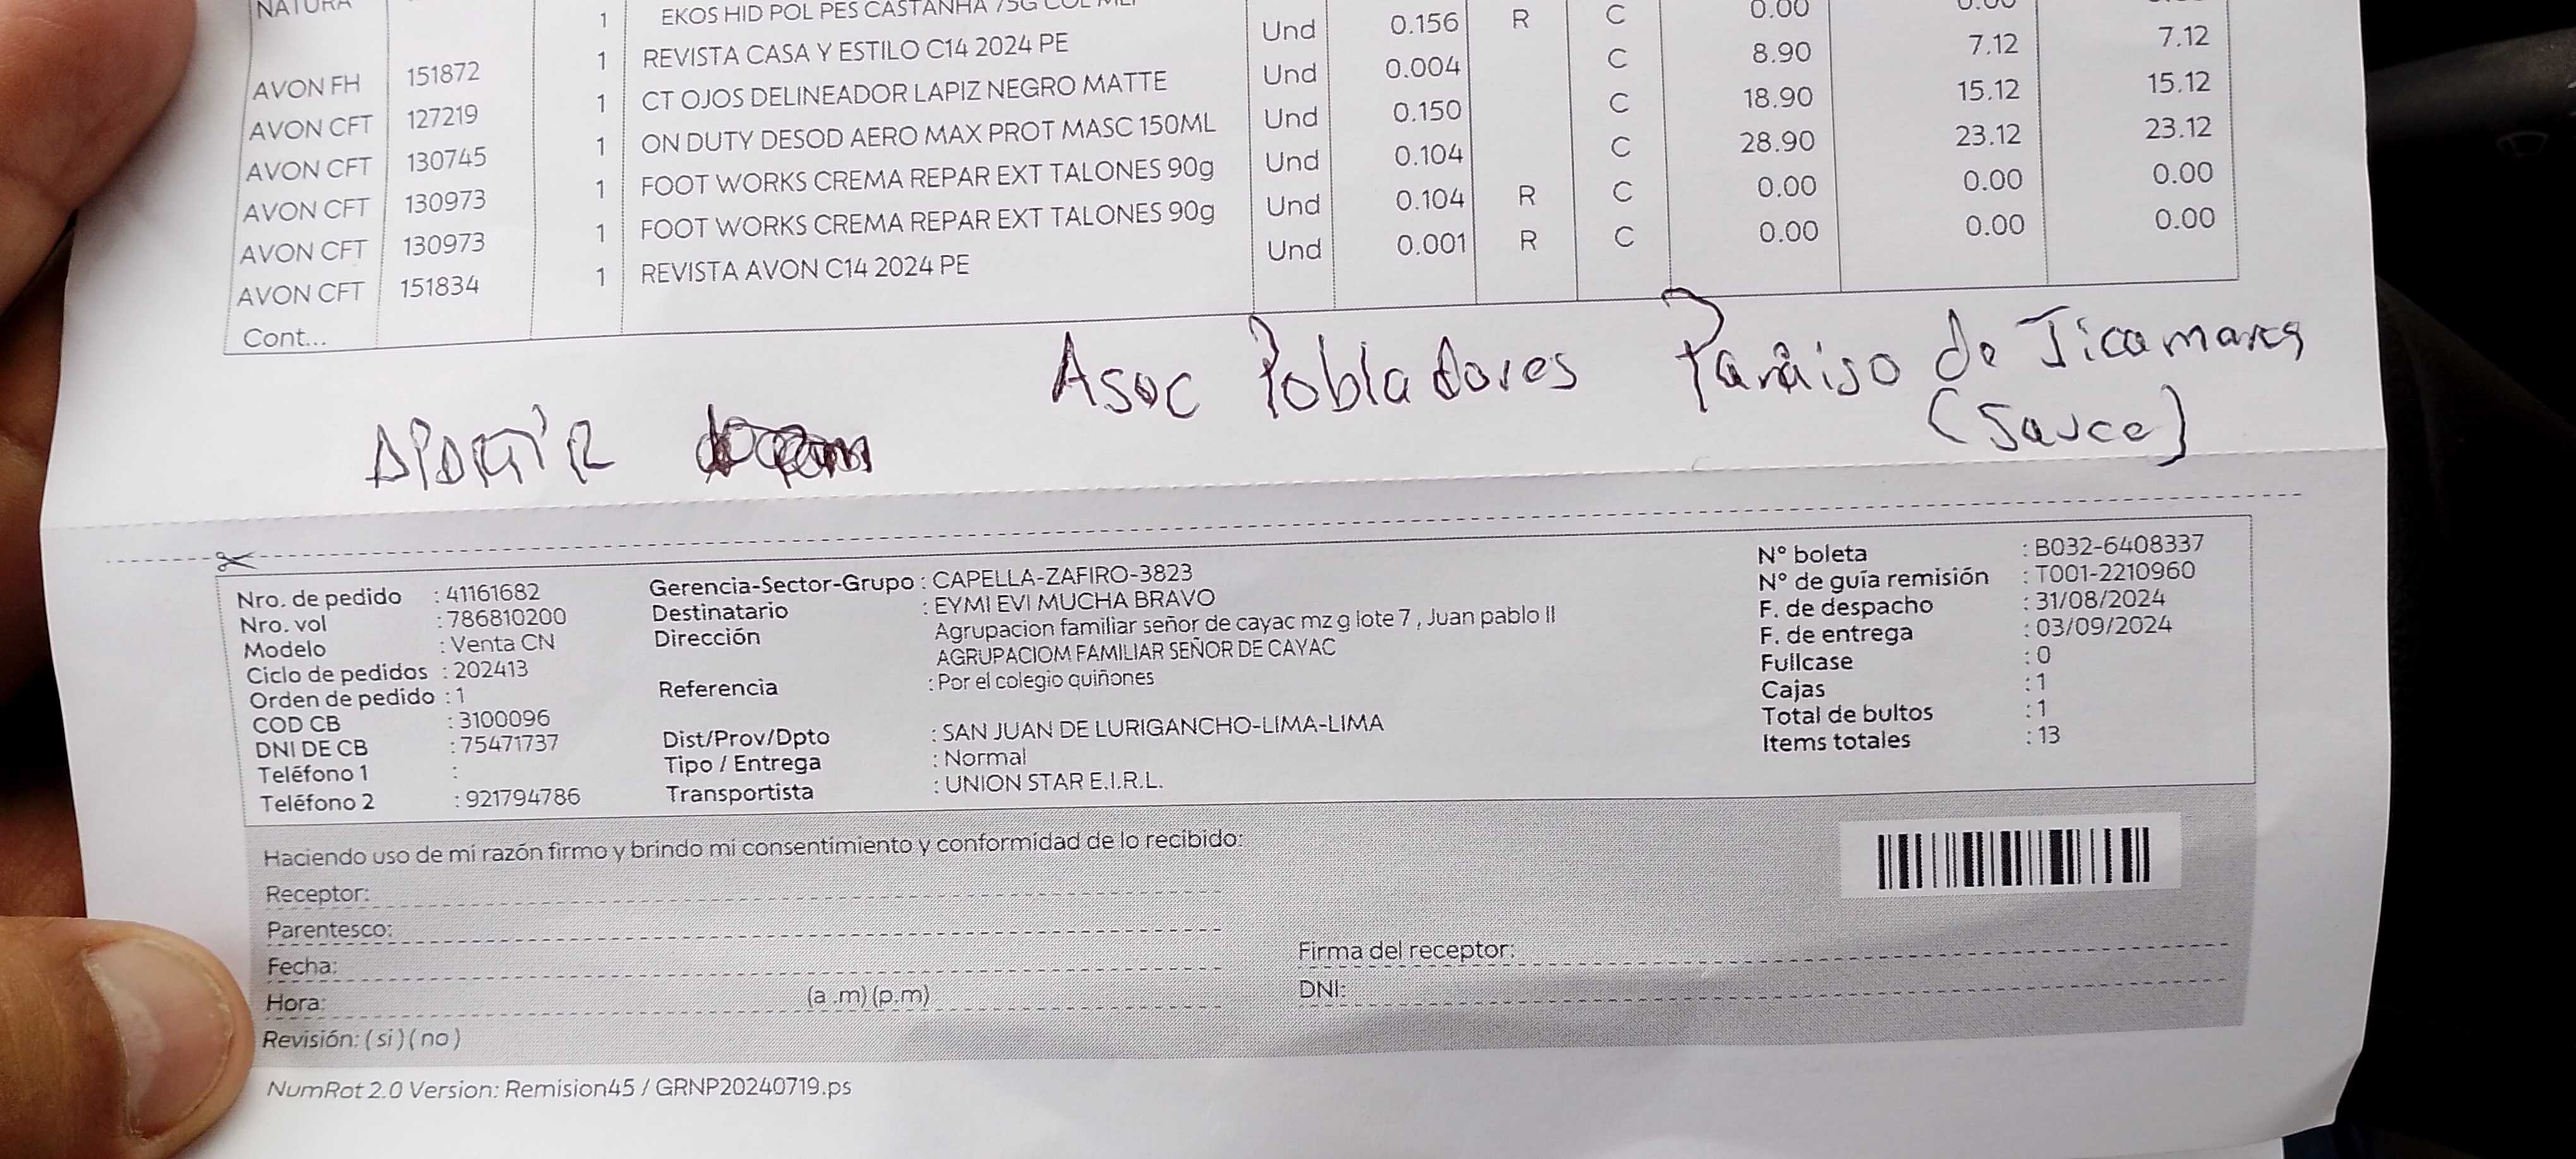 NATURA 1 EKOS HID POL PES CASTANHA 75G Und 0.156 R C 0.00 0.00
AVON FH 151872 1 REVISTA CASA Y ESTILO C14 2024 PE Und 0.004 C 8.90 7.12 7.12
AVON CFT 127219 1 CT OJOS DELINEADOR LAPIZ NEGRO MATTE Und 0.150 C 18.90 15.12 15.12
AVON CFT 130745 1 ON DUTY DESOD AERO MAX PROT MASC 150ML Und 0.104 C 28.90 23.12 23.12
AVON CFT 130973 1 FOOT WORKS CREMA REPAR EXT TALONES 90g Und 0.104 R C 0.00 0.00 0.00
AVON CFT 130973 1 FOOT WORKS CREMA REPAR EXT TALONES 90g Und 0.001 R C 0.00 0.00 0.00
AVON CFT 151834 1 REVISTA AVON C14 2024 PE
Cont...
Asoc Pobladores Paraiso de Jicamarca
(Sauce)
APARTIR
Nro. de pedido : 41161682
Nro. vol : 786810200
Modelo : Venta CN
Ciclo de pedidos : 202413
Orden de pedido : 1
COD CB : 3100096
DNI DE CB : 75471737
Teléfono 1 :
Teléfono 2 : 921794786
Gerencia-Sector-Grupo : CAPELLA-ZAFIRO-3823
Destinatario : EYMI EVI MUCHA BRAVO
Dirección Agrupacion familiar señor de cayac mz g lote 7 , Juan pablo II
AGRUPACIOM FAMILIAR SEÑOR DE CAYAC
Referencia : Por el colegio quiñones
Dist/Prov/Dpto : SAN JUAN DE LURIGANCHO-LIMA-LIMA
Tipo / Entrega : Normal
Transportista : UNION STAR E.I.R.L.
N° boleta : B032-6408337
N° de guía remisión : T001-2210960
F. de despacho : 31/08/2024
F. de entrega : 03/09/2024
Fullcase : 0
Cajas : 1
Total de bultos : 1
Items totales : 13
Haciendo uso de mi razón firmo y brindo mi consentimiento y conformidad de lo recibido:
Receptor:
Parentesco:
Fecha:
Hora: (a .m) (p.m)
Revisión: ( si ) ( no )
Firma del receptor:
DNI:
NumRot 2.0 Version: Remision45 / GRNP20240719.ps